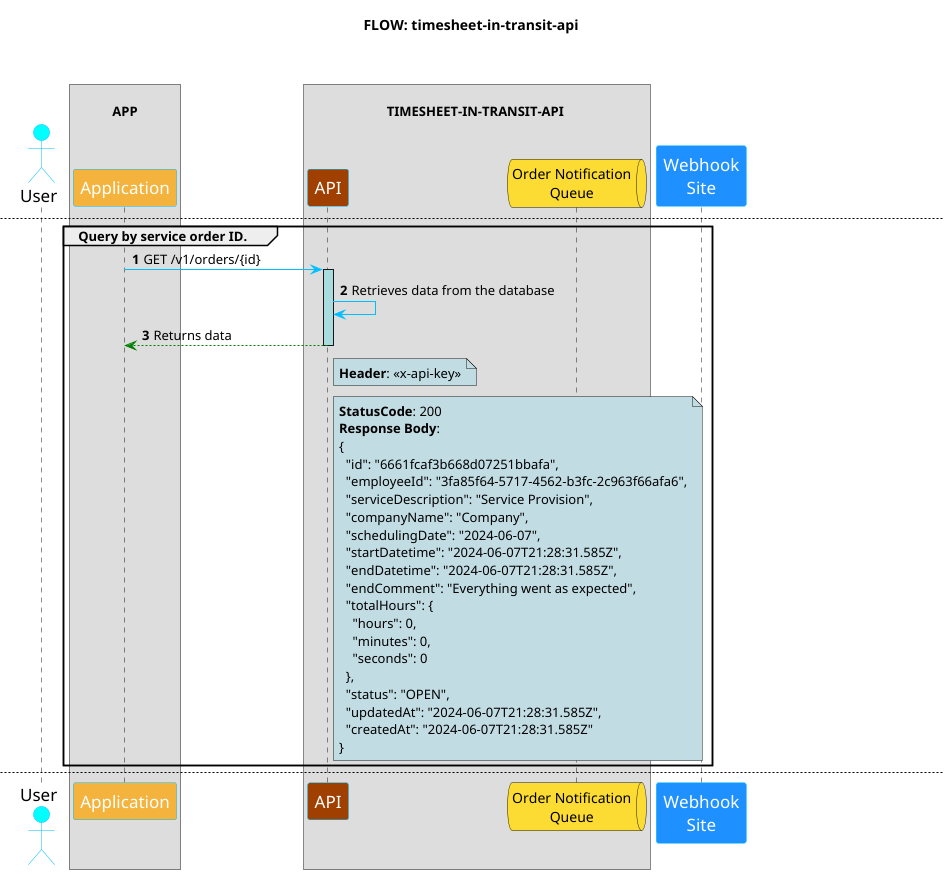 FLOW: timesheet-in-transit-api
APP
TIMESHEET-IN-TRANSIT-API
User
Application
API
Order Notification
Queue
Webhook
Site
Query by service order ID.
1 GET /v1/orders/{id}
2 Retrieves data from the database
3 Returns data
Header: «x-api-key»
StatusCode: 200
Response Body:
{
  "id": "6661fcaf3b668d07251bbafa",
  "employeeId": "3fa85f64-5717-4562-b3fc-2c963f66afa6",
  "serviceDescription": "Service Provision",
  "companyName": "Company",
  "schedulingDate": "2024-06-07",
  "startDatetime": "2024-06-07T21:28:31.585Z",
  "endDatetime": "2024-06-07T21:28:31.585Z",
  "endComment": "Everything went as expected",
  "totalHours": {
    "hours": 0,
    "minutes": 0,
    "seconds": 0
  },
  "status": "OPEN",
  "updatedAt": "2024-06-07T21:28:31.585Z",
  "createdAt": "2024-06-07T21:28:31.585Z"
}
User
Application
API
Order Notification
Queue
Webhook
Site